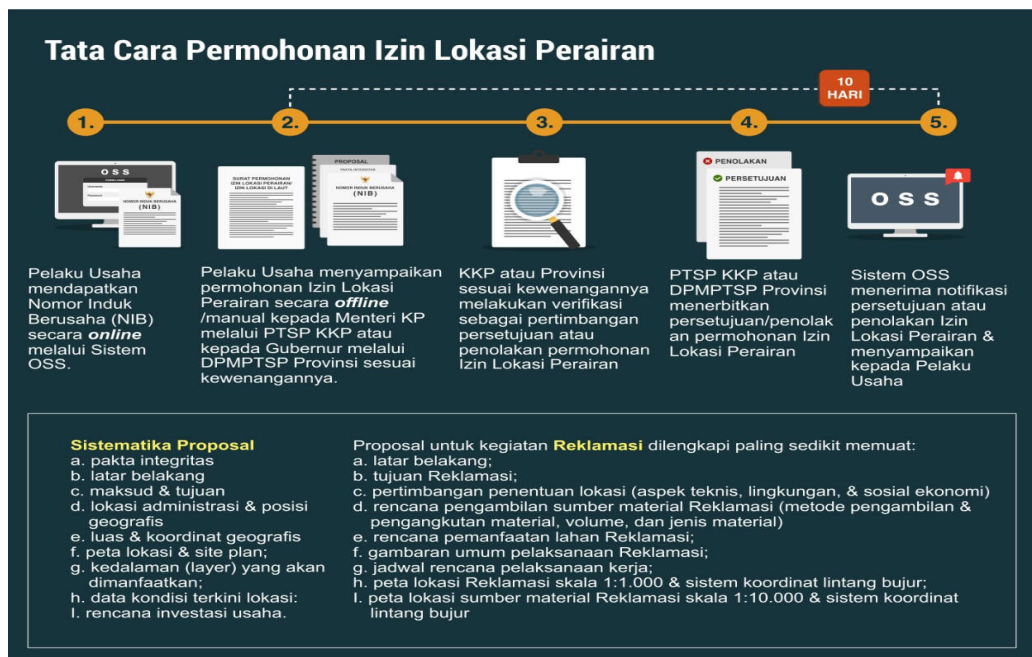 Tata Cara Permohonan Izin Lokasi Perairan
10
HARI
1.
2.
3.
4.
5.
OSS
Username
Password
NOMOR INDUK BERUSAHA
(NIB)
SURAT PERMOHONAN
IZIN LOKASI PERAIRAN/
IZIN LOKASI DI LAUT
PROPOSAL
PAKTA INTEGRITAS
NOMOR INDUK BERUSAHA
(NIB)
PENOLAKAN
PERSETUJUAN
OSS
Pelaku Usaha
mendapatkan
Nomor Induk
Berusaha (NIB)
secara online
melalui Sistem
OSS.
Pelaku Usaha menyampaikan
permohonan Izin Lokasi
Perairan secara offline
/manual kepada Menteri KP
melalui PTSP KKP atau
kepada Gubernur melalui
DPMPTSP Provinsi sesuai
kewenangannya.
KKP atau Provinsi
sesuai kewenangannya
melakukan verifikasi
sebagai pertimbangan
persetujuan atau
penolakan permohonan
Izin Lokasi Perairan
PTSP KKP atau
DPMPTSP Provinsi
menerbitkan
persetujuan/penolak
an permohonan Izin
Lokasi Perairan
Sistem OSS
menerima notifikasi
persetujuan atau
penolakan Izin
Lokasi Perairan &
menyampaikan
kepada Pelaku
Usaha
Sistematika Proposal
a. pakta integritas
b. latar belakang
c. maksud & tujuan
d. lokasi administrasi & posisi
geografis
e. luas & koordinat geografis
f. peta lokasi & site plan;
g. kedalaman (layer) yang akan
dimanfaatkan;
h. data kondisi terkini lokasi:
I. rencana investasi usaha.
Proposal untuk kegiatan Reklamasi dilengkapi paling sedikit memuat:
a. latar belakang;
b. tujuan Reklamasi;
c. pertimbangan penentuan lokasi (aspek teknis, lingkungan, & sosial ekonomi)
d. rencana pengambilan sumber material Reklamasi (metode pengambilan &
pengangkutan material, volume, dan jenis material)
e. rencana pemanfaatan lahan Reklamasi;
f. gambaran umum pelaksanaan Reklamasi;
g. jadwal rencana pelaksanaan kerja;
h. peta lokasi Reklamasi skala 1:1.000 & sistem koordinat lintang bujur;
I. peta lokasi sumber material Reklamasi skala 1:10.000 & sistem koordinat
lintang bujur